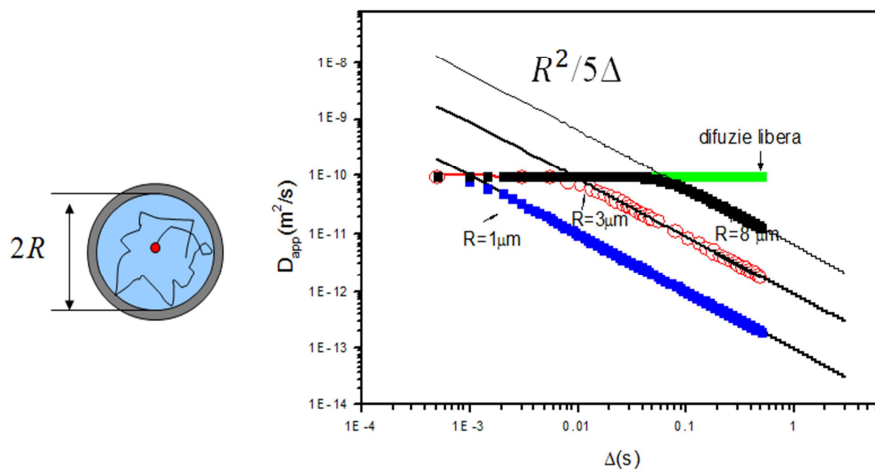 2R
D_app(m²/s)
1E-8
1E-9
1E-10
1E-11
1E-12
1E-13
1E-14
R²/5Δ
difuzie libera
R=1μm
R=3μm
R=8 μm
1E-4
1E-3
0.01
0.1
1
Δ(s)